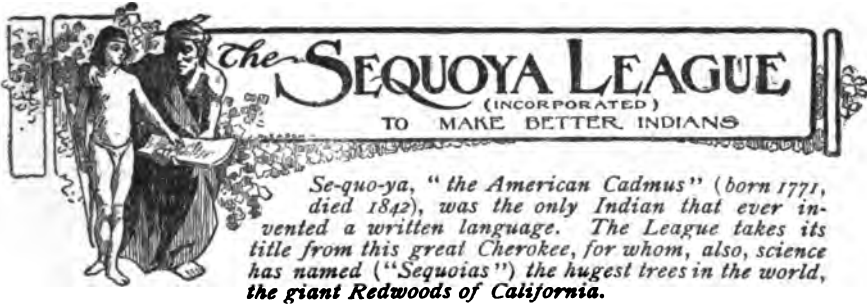 The SEQUOYA LEAGUE
(INCORPORATED)
TO MAKE BETTER INDIANS
Se-quo-ya, "the American Cadmus" (born 1771,
died 1842), was the only Indian that ever in-
vented a written language. The League takes its
title from this great Cherokee, for whom, also, science
has named ("Sequoias") the hugest trees in the world,
the giant Redwoods of California.